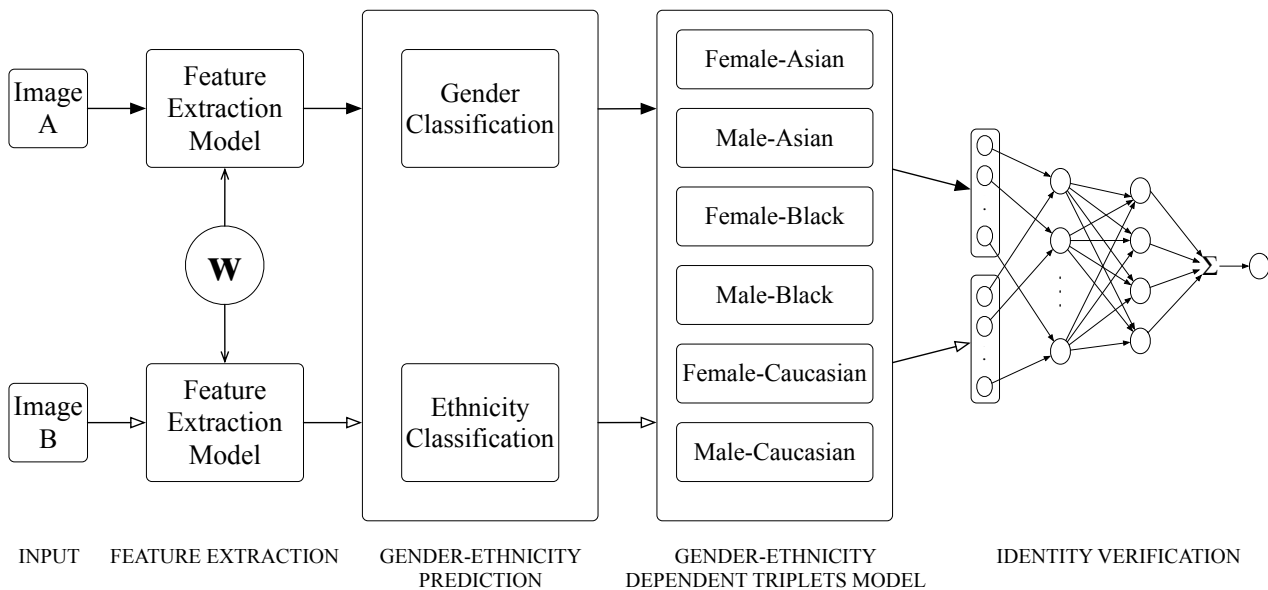 Image
A
Feature
Extraction
Model
Gender
Classification
Female-Asian
Male-Asian
Female-Black
Male-Black
Female-Caucasian
Male-Caucasian
w
Image
B
Feature
Extraction
Model
Ethnicity
Classification
Σ
INPUT
FEATURE EXTRACTION
GENDER-ETHNICITY
PREDICTION
GENDER-ETHNICITY
DEPENDENT TRIPLETS MODEL
IDENTITY VERIFICATION